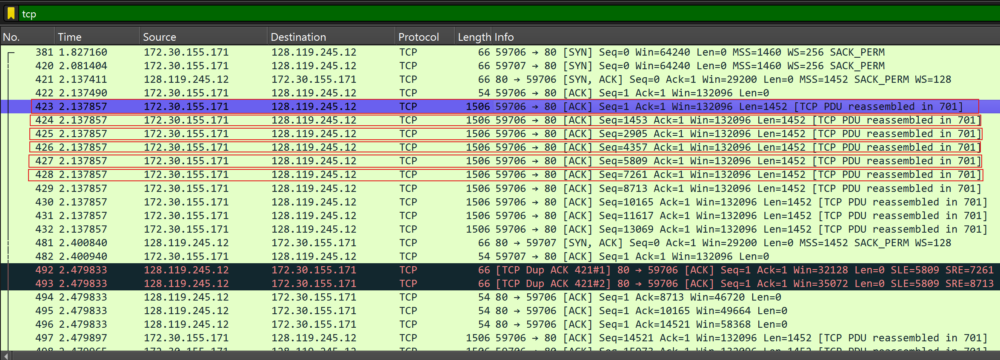 tcp
No. Time Source Destination Protocol Length Info
381 1.827160 172.30.155.171 128.119.245.12 TCP 66 59706 → 80 [SYN] Seq=0 Win=64240 Len=0 MSS=1460 WS=256 SACK_PERM
420 2.081404 172.30.155.171 128.119.245.12 TCP 66 59707 → 80 [SYN] Seq=0 Win=64240 Len=0 MSS=1460 WS=256 SACK_PERM
421 2.137411 128.119.245.12 172.30.155.171 TCP 66 80 → 59706 [SYN, ACK] Seq=0 Ack=1 Win=29200 Len=0 MSS=1452 SACK_PERM WS=128
422 2.137490 172.30.155.171 128.119.245.12 TCP 54 59706 → 80 [ACK] Seq=1 Ack=1 Win=132096 Len=0
423 2.137857 172.30.155.171 128.119.245.12 TCP 1506 59706 → 80 [ACK] Seq=1 Ack=1 Win=132096 Len=1452 [TCP PDU reassembled in 701]
424 2.137857 172.30.155.171 128.119.245.12 TCP 1506 59706 → 80 [ACK] Seq=1453 Ack=1 Win=132096 Len=1452 [TCP PDU reassembled in 701]
425 2.137857 172.30.155.171 128.119.245.12 TCP 1506 59706 → 80 [ACK] Seq=2905 Ack=1 Win=132096 Len=1452 [TCP PDU reassembled in 701]
426 2.137857 172.30.155.171 128.119.245.12 TCP 1506 59706 → 80 [ACK] Seq=4357 Ack=1 Win=132096 Len=1452 [TCP PDU reassembled in 701]
427 2.137857 172.30.155.171 128.119.245.12 TCP 1506 59706 → 80 [ACK] Seq=5809 Ack=1 Win=132096 Len=1452 [TCP PDU reassembled in 701]
428 2.137857 172.30.155.171 128.119.245.12 TCP 1506 59706 → 80 [ACK] Seq=7261 Ack=1 Win=132096 Len=1452 [TCP PDU reassembled in 701]
429 2.137857 172.30.155.171 128.119.245.12 TCP 1506 59706 → 80 [ACK] Seq=8713 Ack=1 Win=132096 Len=1452 [TCP PDU reassembled in 701]
430 2.137857 172.30.155.171 128.119.245.12 TCP 1506 59706 → 80 [ACK] Seq=10165 Ack=1 Win=132096 Len=1452 [TCP PDU reassembled in 701]
431 2.137857 172.30.155.171 128.119.245.12 TCP 1506 59706 → 80 [ACK] Seq=11617 Ack=1 Win=132096 Len=1452 [TCP PDU reassembled in 701]
432 2.137857 172.30.155.171 128.119.245.12 TCP 1506 59706 → 80 [ACK] Seq=13069 Ack=1 Win=132096 Len=1452 [TCP PDU reassembled in 701]
481 2.400840 128.119.245.12 172.30.155.171 TCP 66 80 → 59707 [SYN, ACK] Seq=0 Ack=1 Win=29200 Len=0 MSS=1452 SACK_PERM WS=128
482 2.400940 172.30.155.171 128.119.245.12 TCP 54 59707 → 80 [ACK] Seq=1 Ack=1 Win=132096 Len=0
492 2.479833 128.119.245.12 172.30.155.171 TCP 66 [TCP Dup ACK 421#1] 80 → 59706 [ACK] Seq=1 Ack=1 Win=32128 Len=0 SLE=5809 SRE=7261
493 2.479833 128.119.245.12 172.30.155.171 TCP 66 [TCP Dup ACK 421#2] 80 → 59706 [ACK] Seq=1 Ack=1 Win=35072 Len=0 SLE=5809 SRE=8713
494 2.479833 128.119.245.12 172.30.155.171 TCP 54 80 → 59706 [ACK] Seq=1 Ack=8713 Win=46720 Len=0
495 2.479833 128.119.245.12 172.30.155.171 TCP 54 80 → 59706 [ACK] Seq=1 Ack=10165 Win=49664 Len=0
496 2.479833 128.119.245.12 172.30.155.171 TCP 54 80 → 59706 [ACK] Seq=1 Ack=14521 Win=58368 Len=0
497 2.479897 172.30.155.171 128.119.245.12 TCP 1506 59706 → 80 [ACK] Seq=14521 Ack=1 Win=132096 Len=1452 [TCP PDU reassembled in 701]
498 2.479965 172.30.155.171 128.119.245.12 TCP 1506 59706 → 80 [ACK] Seq=15973 Ack=1 Win=132096 Len=1452 [TCP PDU reassembled in 701]